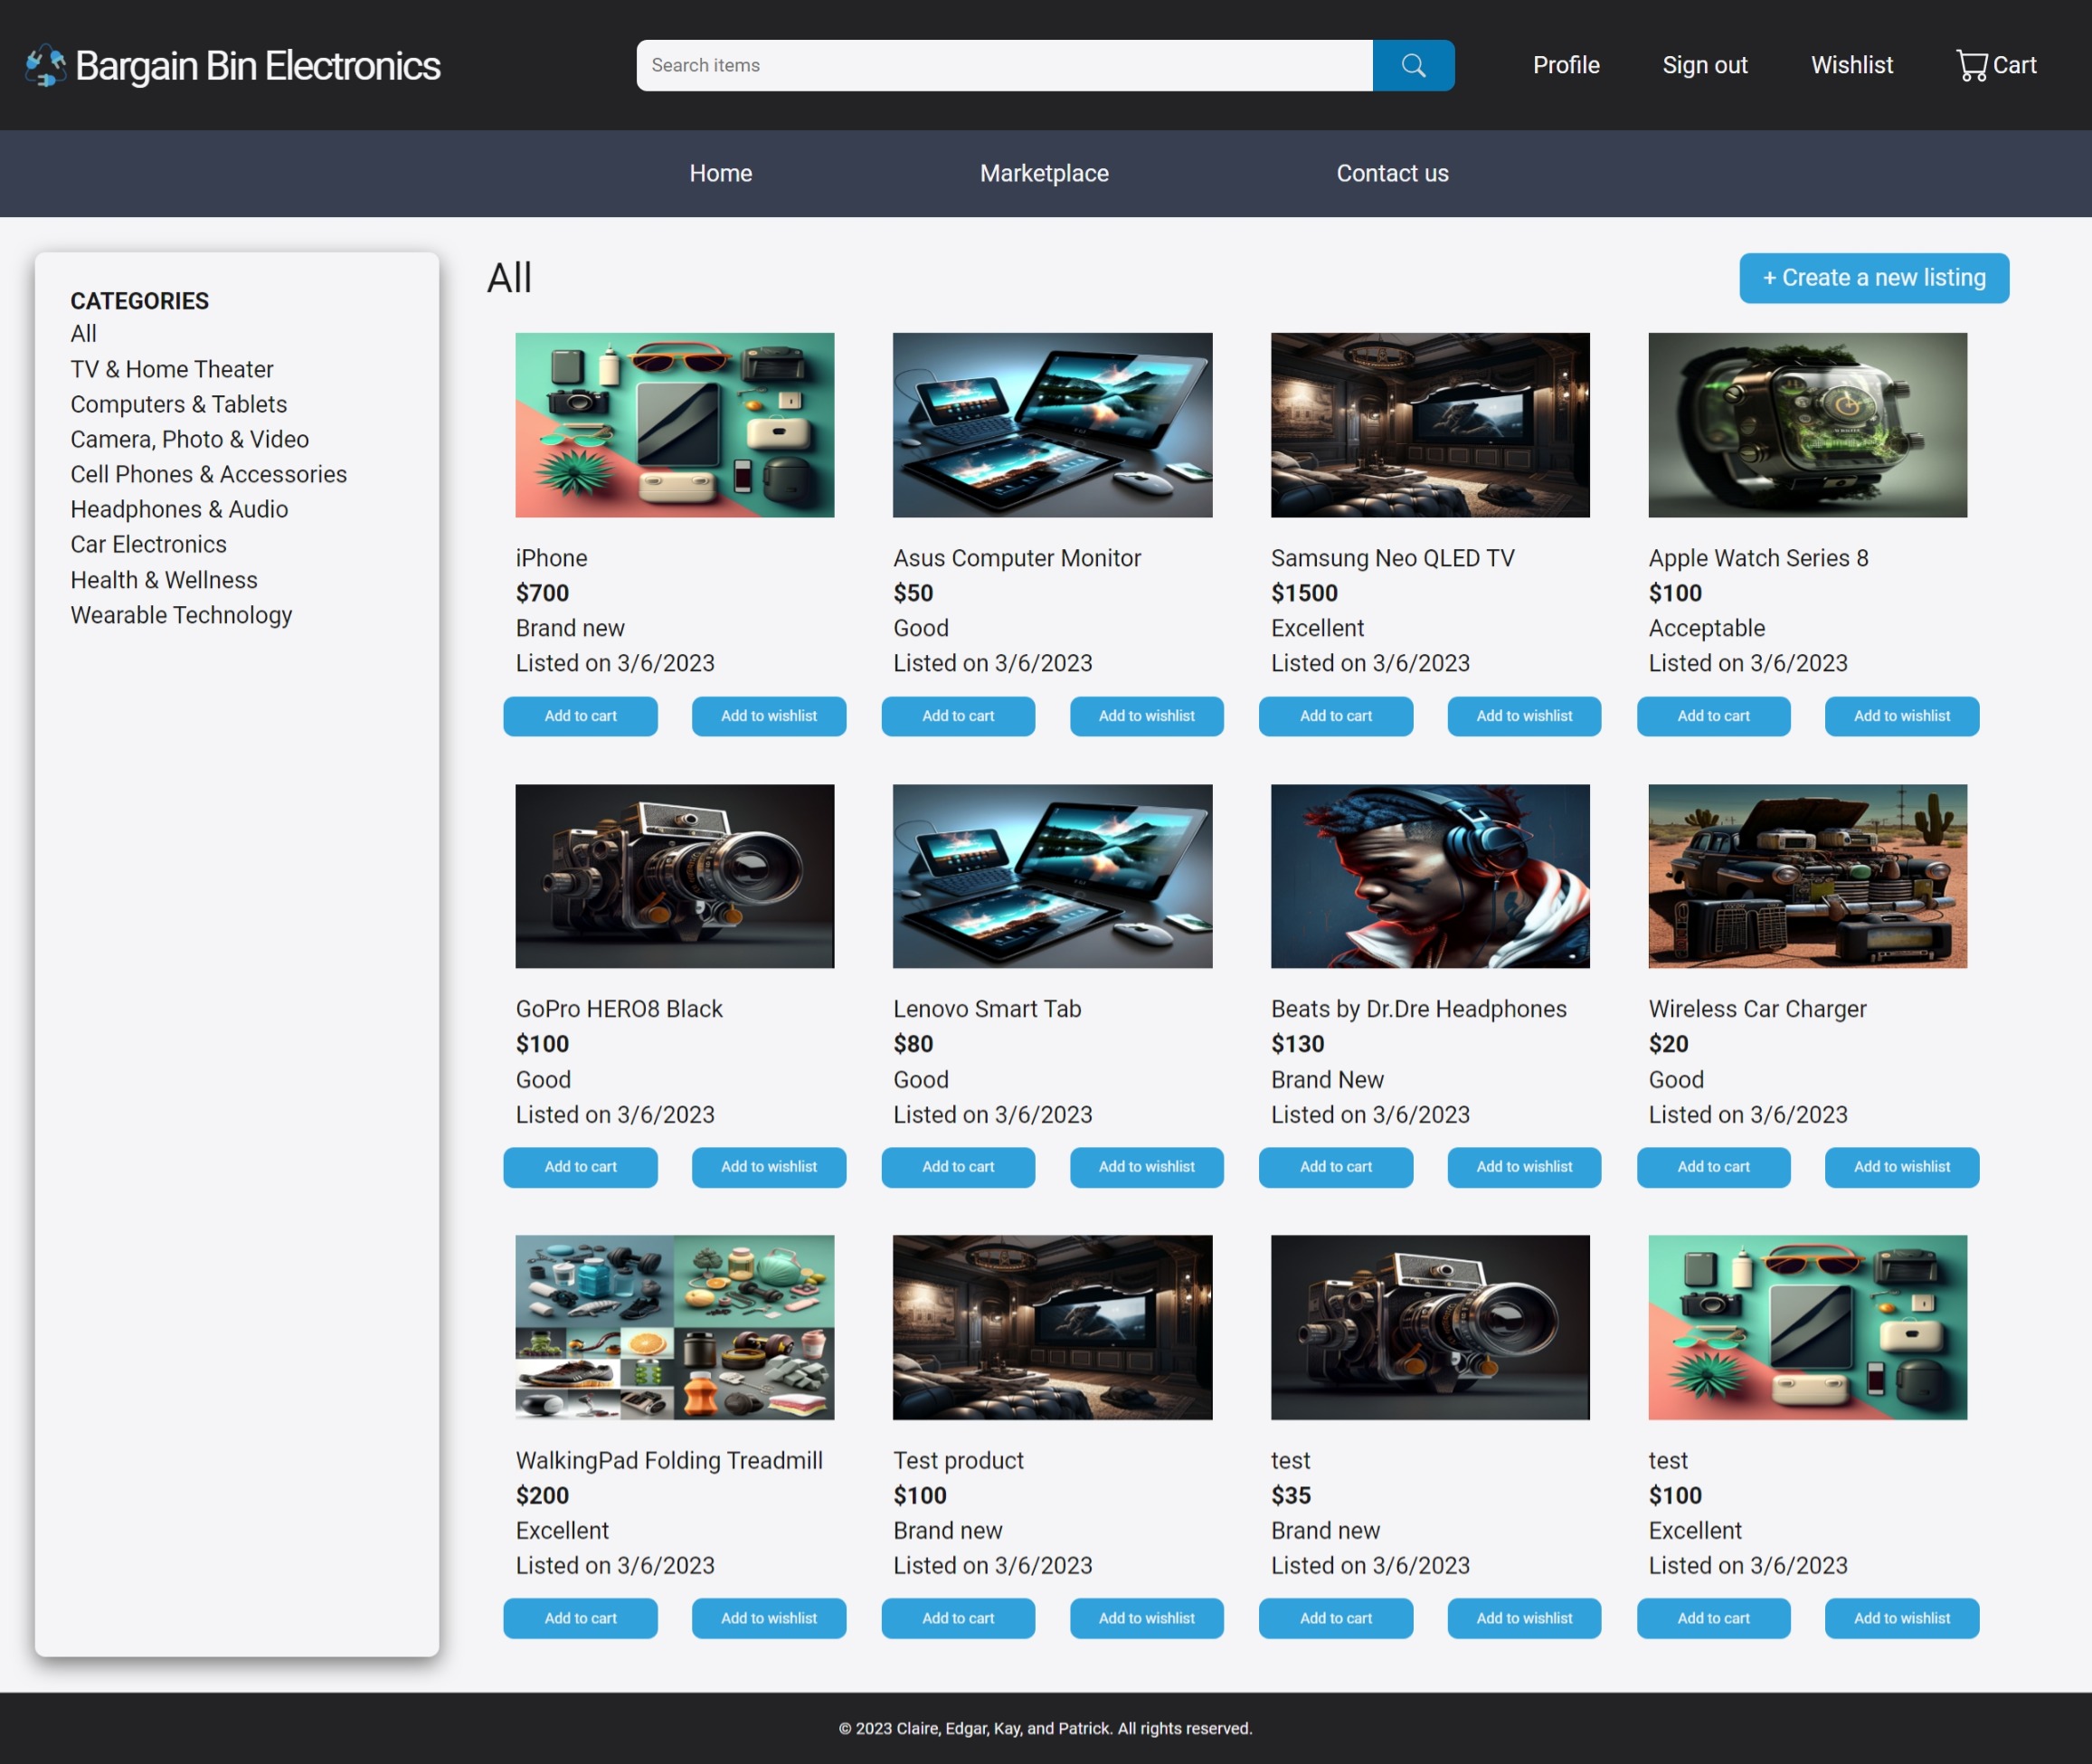 Bargain Bin Electronics
Search items
Profile
Sign out
Wishlist
Cart
Home
Marketplace
Contact us
CATEGORIES
All
TV & Home Theater
Computers & Tablets
Camera, Photo & Video
Cell Phones & Accessories
Headphones & Audio
Car Electronics
Health & Wellness
Wearable Technology
All
+ Create a new listing
iPhone
$700
Brand new
Listed on 3/6/2023
Add to cart
Add to wishlist
Asus Computer Monitor
$50
Good
Listed on 3/6/2023
Add to cart
Add to wishlist
Samsung Neo QLED TV
$1500
Excellent
Listed on 3/6/2023
Add to cart
Add to wishlist
Apple Watch Series 8
$100
Acceptable
Listed on 3/6/2023
Add to cart
Add to wishlist
GoPro HERO8 Black
$100
Good
Listed on 3/6/2023
Add to cart
Add to wishlist
Lenovo Smart Tab
$80
Good
Listed on 3/6/2023
Add to cart
Add to wishlist
Beats by Dr.Dre Headphones
$130
Brand New
Listed on 3/6/2023
Add to cart
Add to wishlist
Wireless Car Charger
$20
Good
Listed on 3/6/2023
Add to cart
Add to wishlist
WalkingPad Folding Treadmill
$200
Excellent
Listed on 3/6/2023
Add to cart
Add to wishlist
Test product
$100
Brand new
Listed on 3/6/2023
Add to cart
Add to wishlist
test
$35
Brand new
Listed on 3/6/2023
Add to cart
Add to wishlist
test
$100
Excellent
Listed on 3/6/2023
Add to cart
Add to wishlist
© 2023 Claire, Edgar, Kay, and Patrick. All rights reserved.